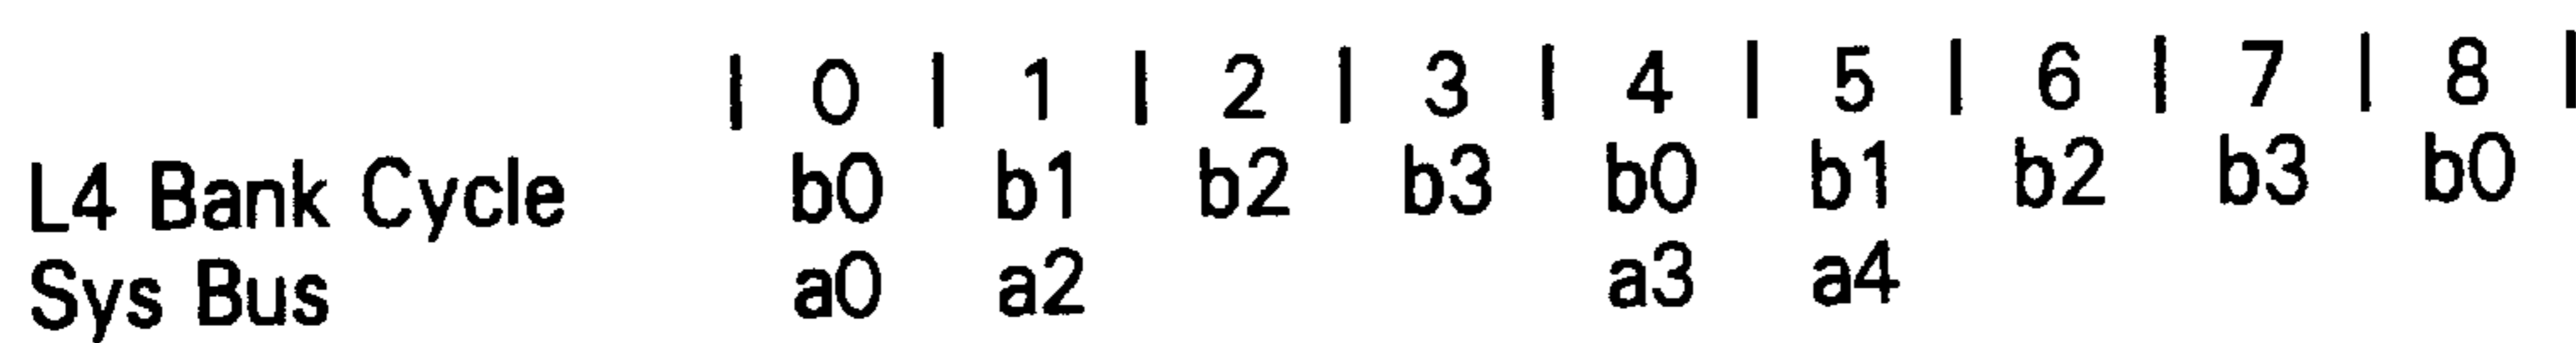 | 0 | 1 | 2 | 3 | 4 | 5 | 6 | 7 | 8 |
L4 Bank Cycle b0 b1 b2 b3 b0 b1 b2 b3 b0
Sys Bus a0 a2 a3 a4